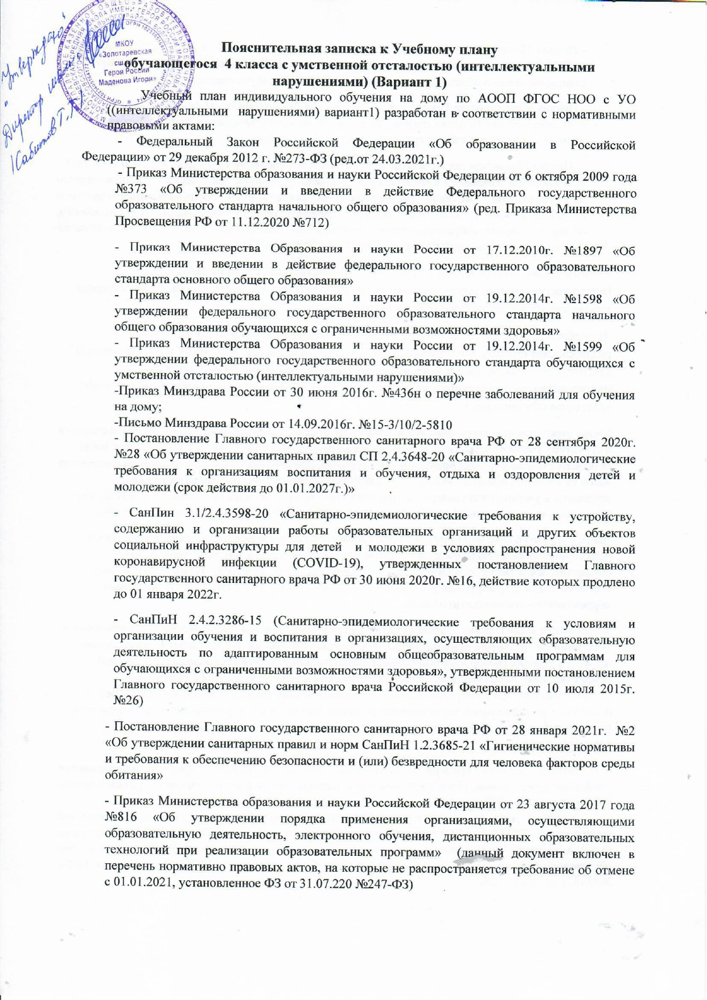 "Утверждаю"
Директор школы
/Кабитов Т.
МКОУ
«Золотаревская
сш
Героя России
Маденова Игоря»
Пояснительная записка к Учебному плану
обучающегося 4 класса с умственной отсталостью (интеллектуальными
нарушениями) (Вариант 1)
Учебный план индивидуального обучения на дому по АООП ФГОС НОО с УО
((интеллектуальными нарушениями) вариант1) разработан в соответствии с нормативными
правовыми актами:
- Федеральный Закон Российской Федерации «Об образовании в Российской
Федерации» от 29 декабря 2012 г. №273-ФЗ (ред.от 24.03.2021г.)
- Приказ Министерства образования и науки Российской Федерации от 6 октября 2009 года
№373 «Об утверждении и введении в действие Федерального государственного
образовательного стандарта начального общего образования» (ред. Приказа Министерства
Просвещения РФ от 11.12.2020 №712)
- Приказ Министерства Образования и науки России от 17.12.2010г. №1897 «Об
утверждении и введении в действие федерального государственного образовательного
стандарта основного общего образования»
- Приказ Министерства Образования и науки России от 19.12.2014г. №1598 «Об
утверждении федерального государственного образовательного стандарта начального
общего образования обучающихся с ограниченными возможностями здоровья»
- Приказ Министерства Образования и науки России от 19.12.2014г. №1599 «Об
утверждении федерального государственного образовательного стандарта обучающихся с
умственной отсталостью (интеллектуальными нарушениями)»
-Приказ Минздрава России от 30 июня 2016г. №436н о перечне заболеваний для обучения
на дому;
-Письмо Минздрава России от 14.09.2016г. №15-3/10/2-5810
- Постановление Главного государственного санитарного врача РФ от 28 сентября 2020г.
№28 «Об утверждении санитарных правил СП 2.4.3648-20 «Санитарно-эпидемиологические
требования к организациям воспитания и обучения, отдыха и оздоровления детей и
молодежи (срок действия до 01.01.2027г.)»
- СанПин 3.1/2.4.3598-20 «Санитарно-эпидемиологические требования к устройству,
содержанию и организации работы образовательных организаций и других объектов
социальной инфраструктуры для детей и молодежи в условиях распространения новой
коронавирусной инфекции (COVID-19), утвержденных постановлением Главного
государственного санитарного врача РФ от 30 июня 2020г. №16, действие которых продлено
до 01 января 2022г.
- СанПиН 2.4.2.3286-15 (Санитарно-эпидемиологические требования к условиям и
организации обучения и воспитания в организациях, осуществляющих образовательную
деятельность по адаптированным основным общеобразовательным программам для
обучающихся с ограниченными возможностями здоровья», утвержденными постановлением
Главного государственного санитарного врача Российской Федерации от 10 июля 2015г.
№26)
- Постановление Главного государственного санитарного врача РФ от 28 января 2021г. №2
«Об утверждении санитарных правил и норм СанПиН 1.2.3685-21 «Гигиенические нормативы
и требования к обеспечению безопасности и (или) безвредности для человека факторов среды
обитания»
- Приказ Министерства образования и науки Российской Федерации от 23 августа 2017 года
№816 «Об утверждении порядка применения организациями, осуществляющими
образовательную деятельность, электронного обучения, дистанционных образовательных
технологий при реализации образовательных программ» (данный документ включен в
перечень нормативно правовых актов, на которые не распространяется требование об отмене
с 01.01.2021, установленное ФЗ от 31.07.220 №247-ФЗ)